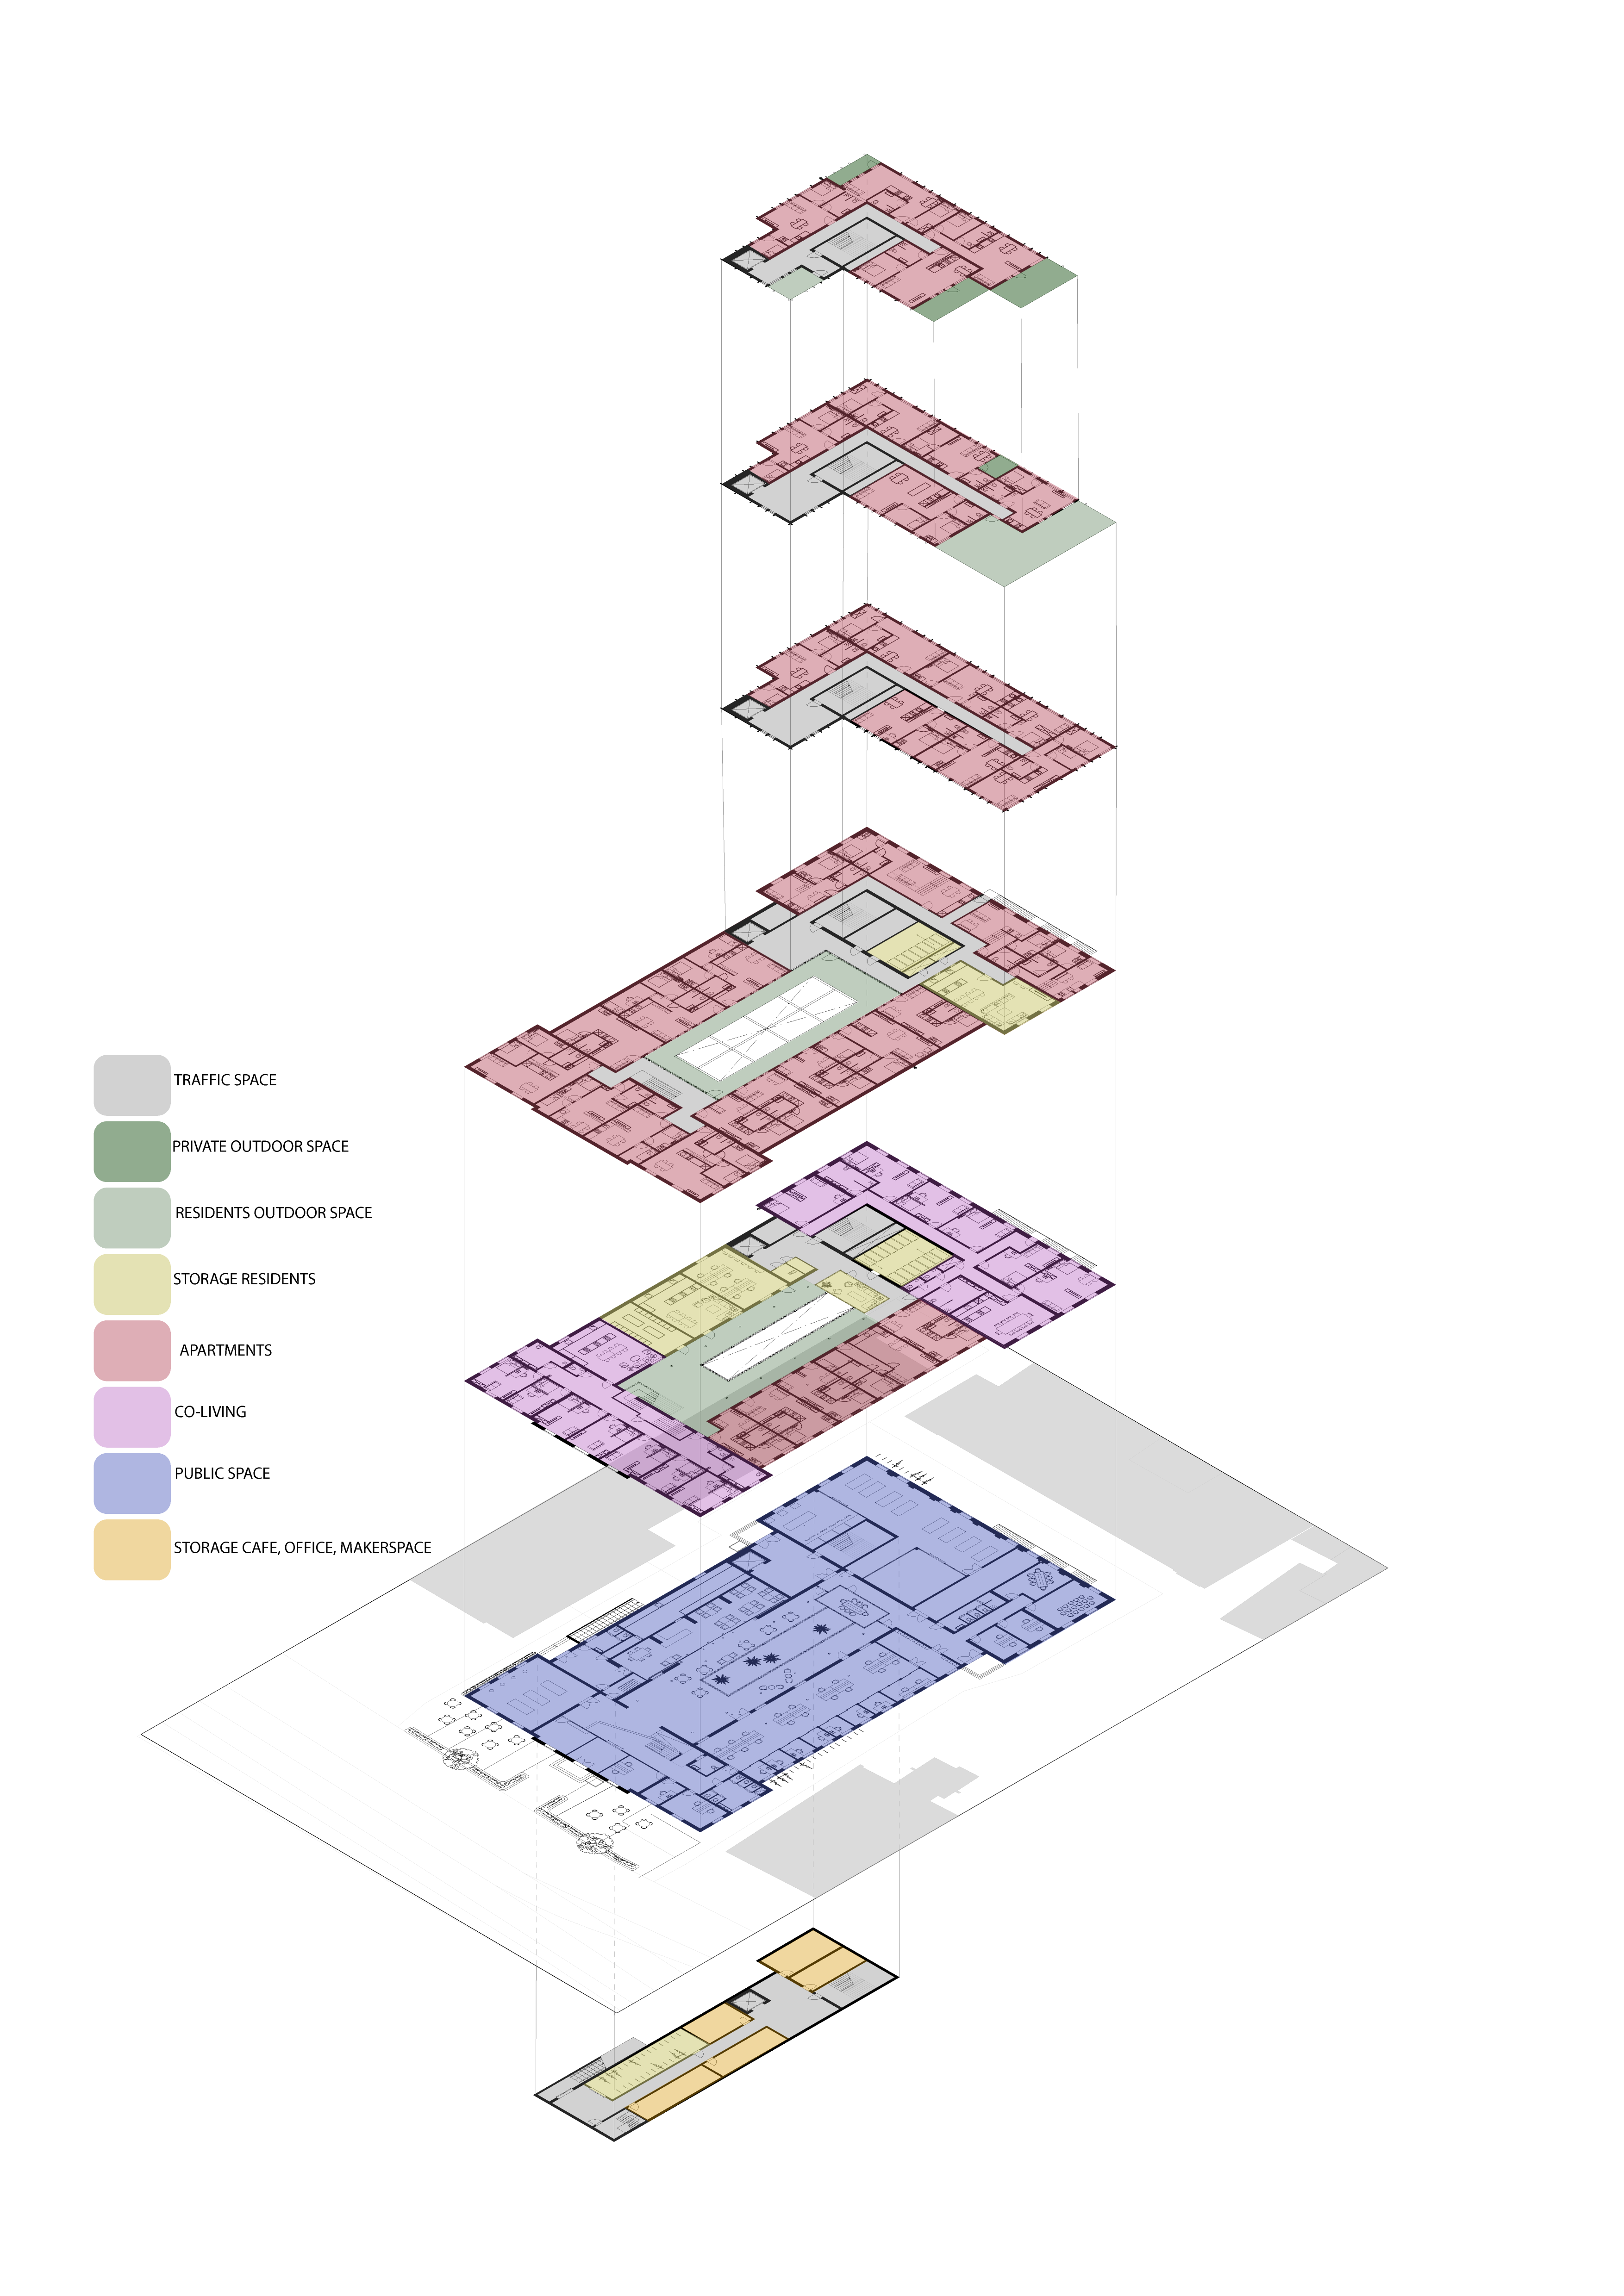 TRAFFIC SPACE
PRIVATE OUTDOOR SPACE
RESIDENTS OUTDOOR SPACE
STORAGE RESIDENTS
APARTMENTS
CO-LIVING
PUBLIC SPACE
STORAGE CAFE, OFFICE, MAKERSPACE